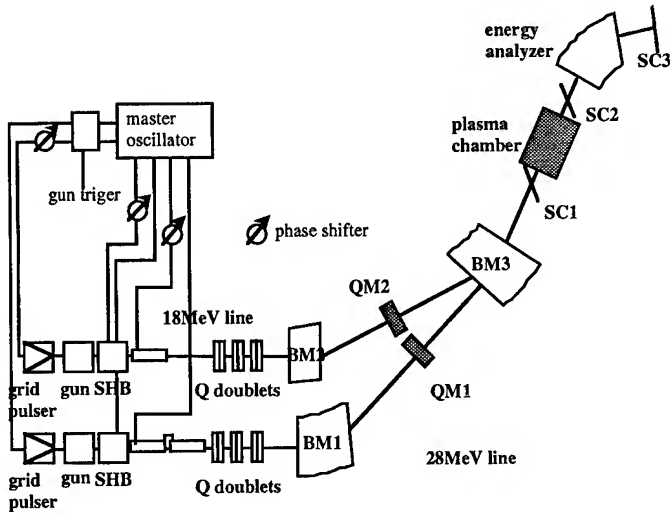 energy
analyzer
SC3
SC2
plasma
chamber
master
oscillator
gun triger
SC1
phase shifter
BM3
QM2
18MeV line
BM2
QM1
grid
pulser
gun SHB
Q doublets
BM1
28MeV line
grid
pulser
gun SHB
Q doublets